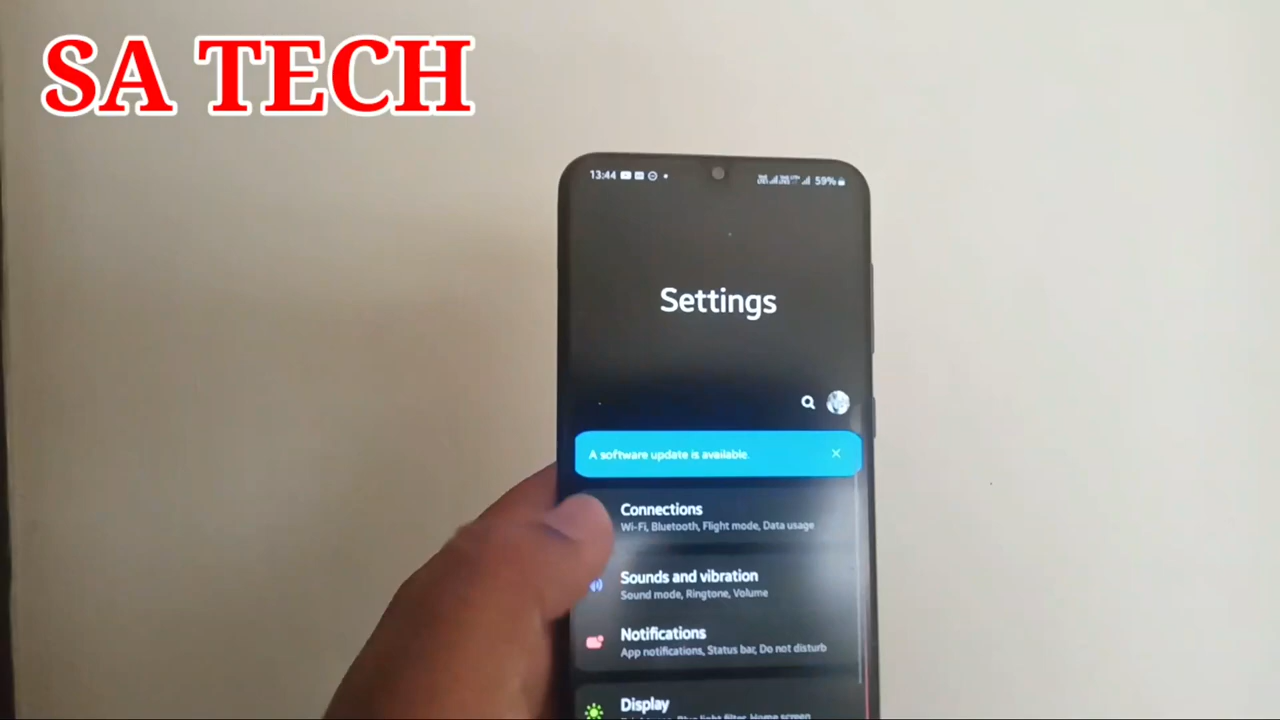 SA TECH
13:44
59%
Settings
A software update is available.
Connections
Wi-Fi, Bluetooth, Flight mode, Data usage
Sounds and vibration
Sound mode, Ringtone, Volume
Notifications
App notifications, Status bar, Do not disturb
Display